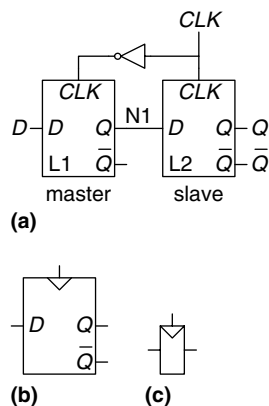 CLK
CLK CLK
D D Q N1 D Q Q
L1 Q̅ L2 Q̅ Q̅
master slave
(a)
D Q
Q̅
(b) (c)